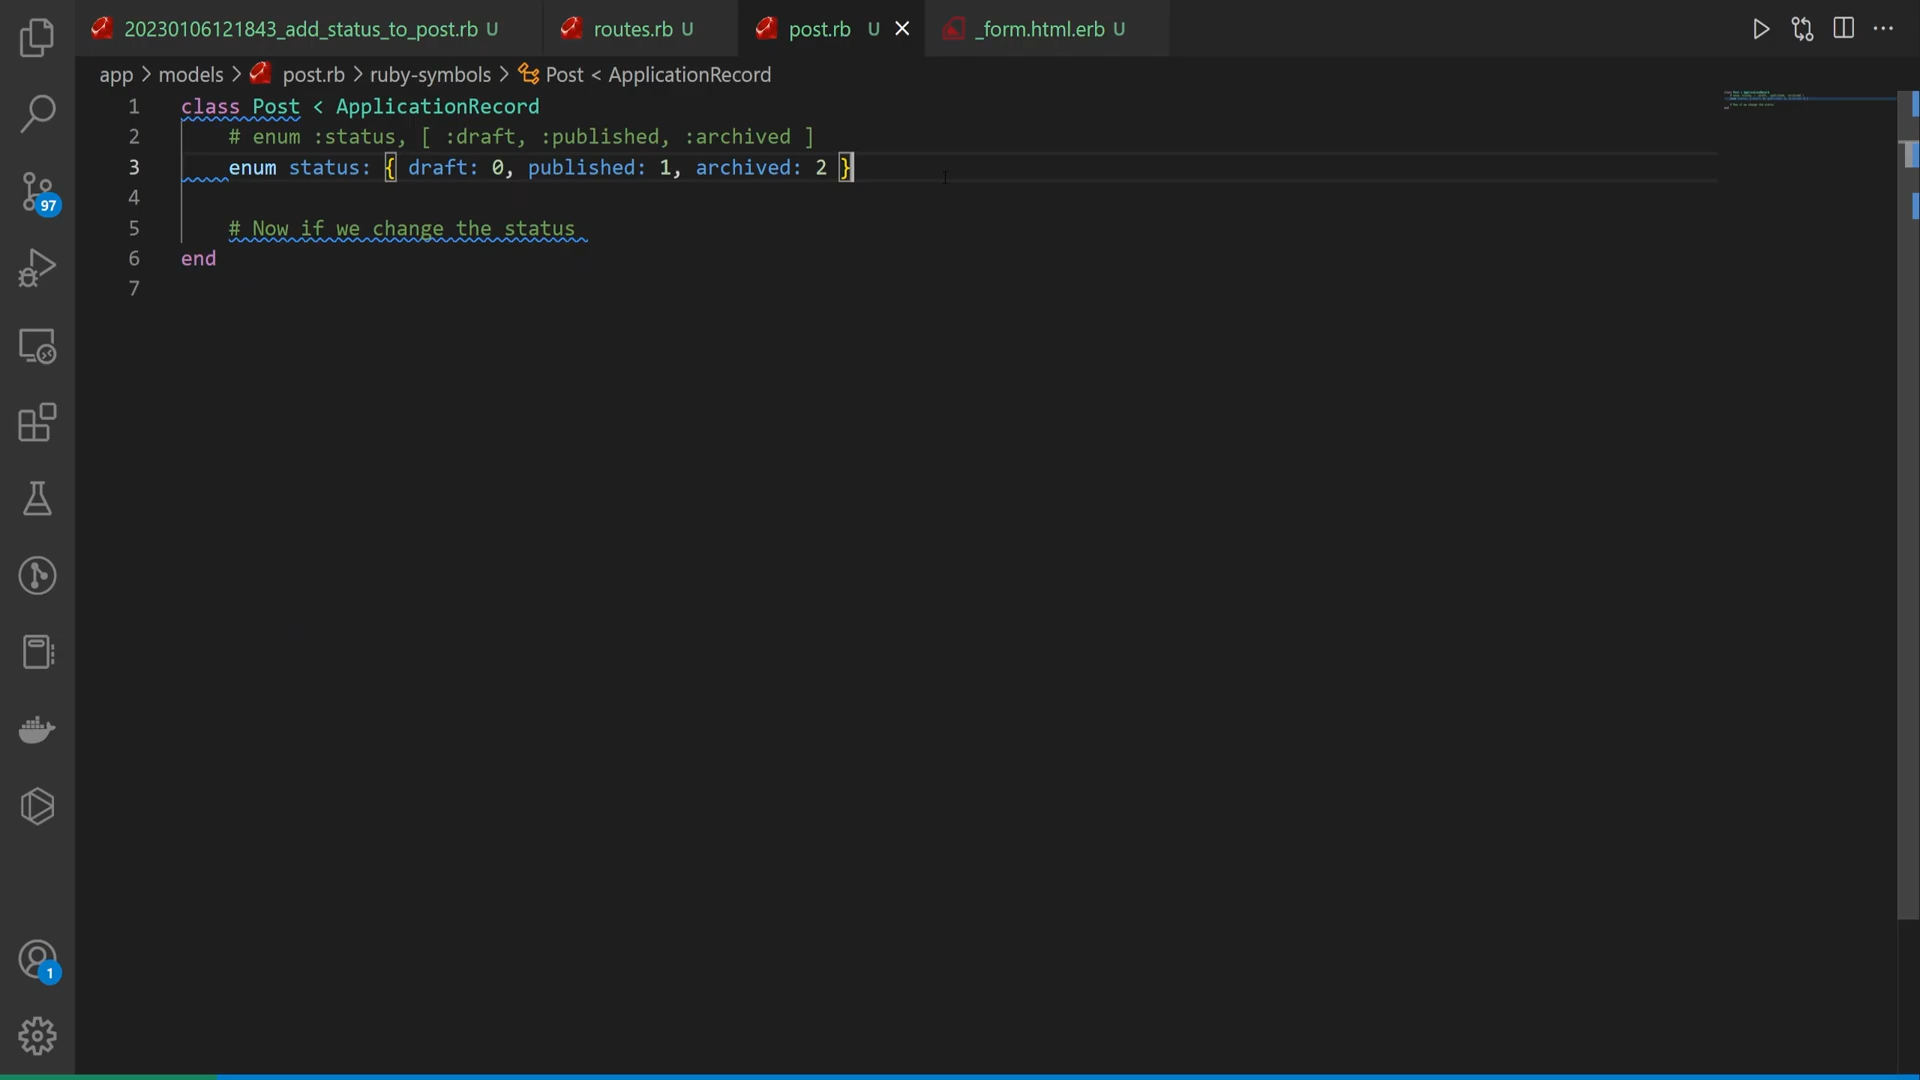 20230106121843_add_status_to_post.rb U routes.rb U post.rb U _form.html.erb U
app > models > post.rb > ruby-symbols > Post < ApplicationRecord
1 class Post < ApplicationRecord
2 # enum :status, [ :draft, :published, :archived ]
3 enum status: { draft: 0, published: 1, archived: 2 }
4
5 # Now if we change the status
6 end
7
97
1